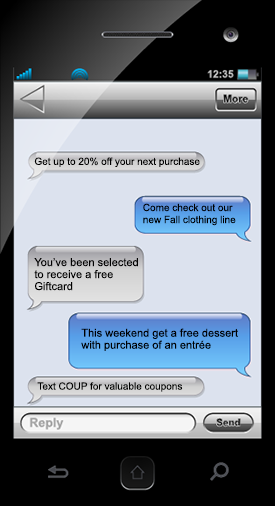 12:35
More
Get up to 20% off your next purchase
Come check out our
new Fall clothing line
You've been selected
to receive a free
Giftcard
This weekend get a free dessert
with purchase of an entrée
Text COUP for valuable coupons
Reply
Send